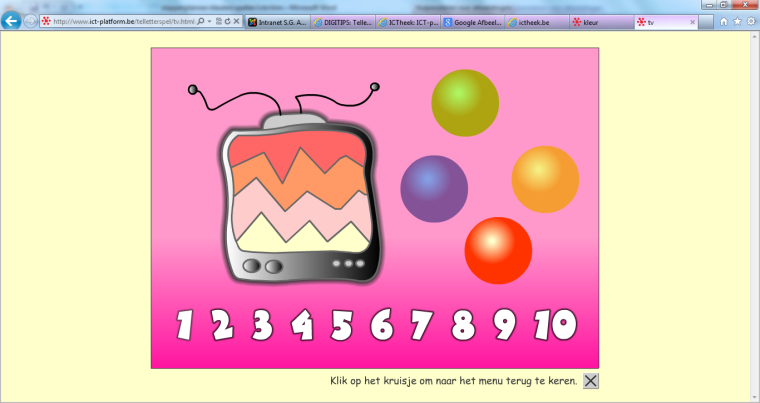 http://www.ict-platform.be/telletterspel/tv.html
Intranet S.G. A...
DIGITIPS: Telle...
ICTheek: ICT-p...
Google Afbeel...
ictheek.be
kleur
tv
1 2 3 4 5 6 7 8 9 10
Klik op het kruisje om naar het menu terug te keren.